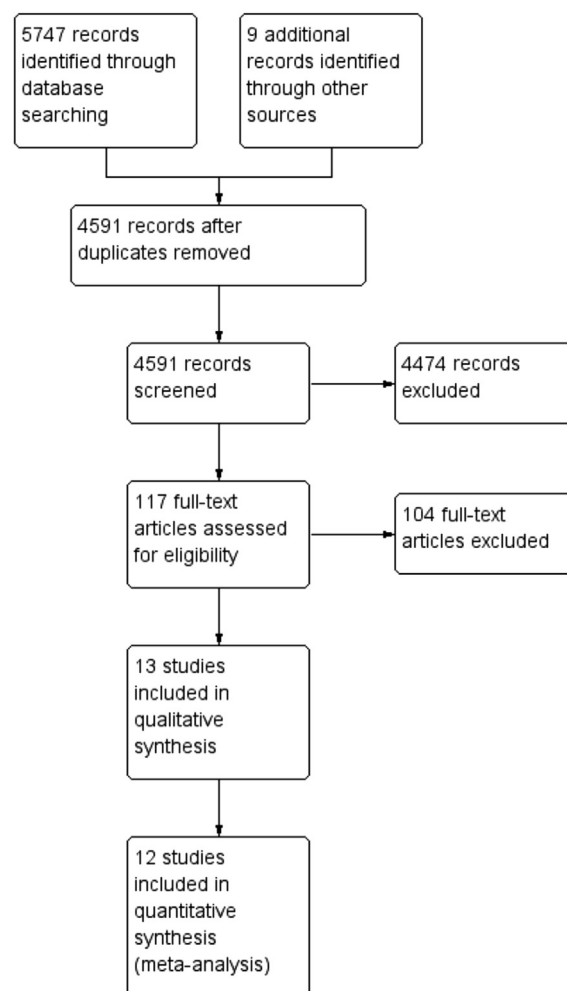 5747 records
identified through
database
searching
9 additional
records identified
through other
sources
4591 records after
duplicates removed
4591 records
screened
4474 records
excluded
117 full-text
articles assessed
for eligibility
104 full-text
articles excluded
13 studies
included in
qualitative
synthesis
12 studies
included in
quantitative
synthesis
(meta-analysis)